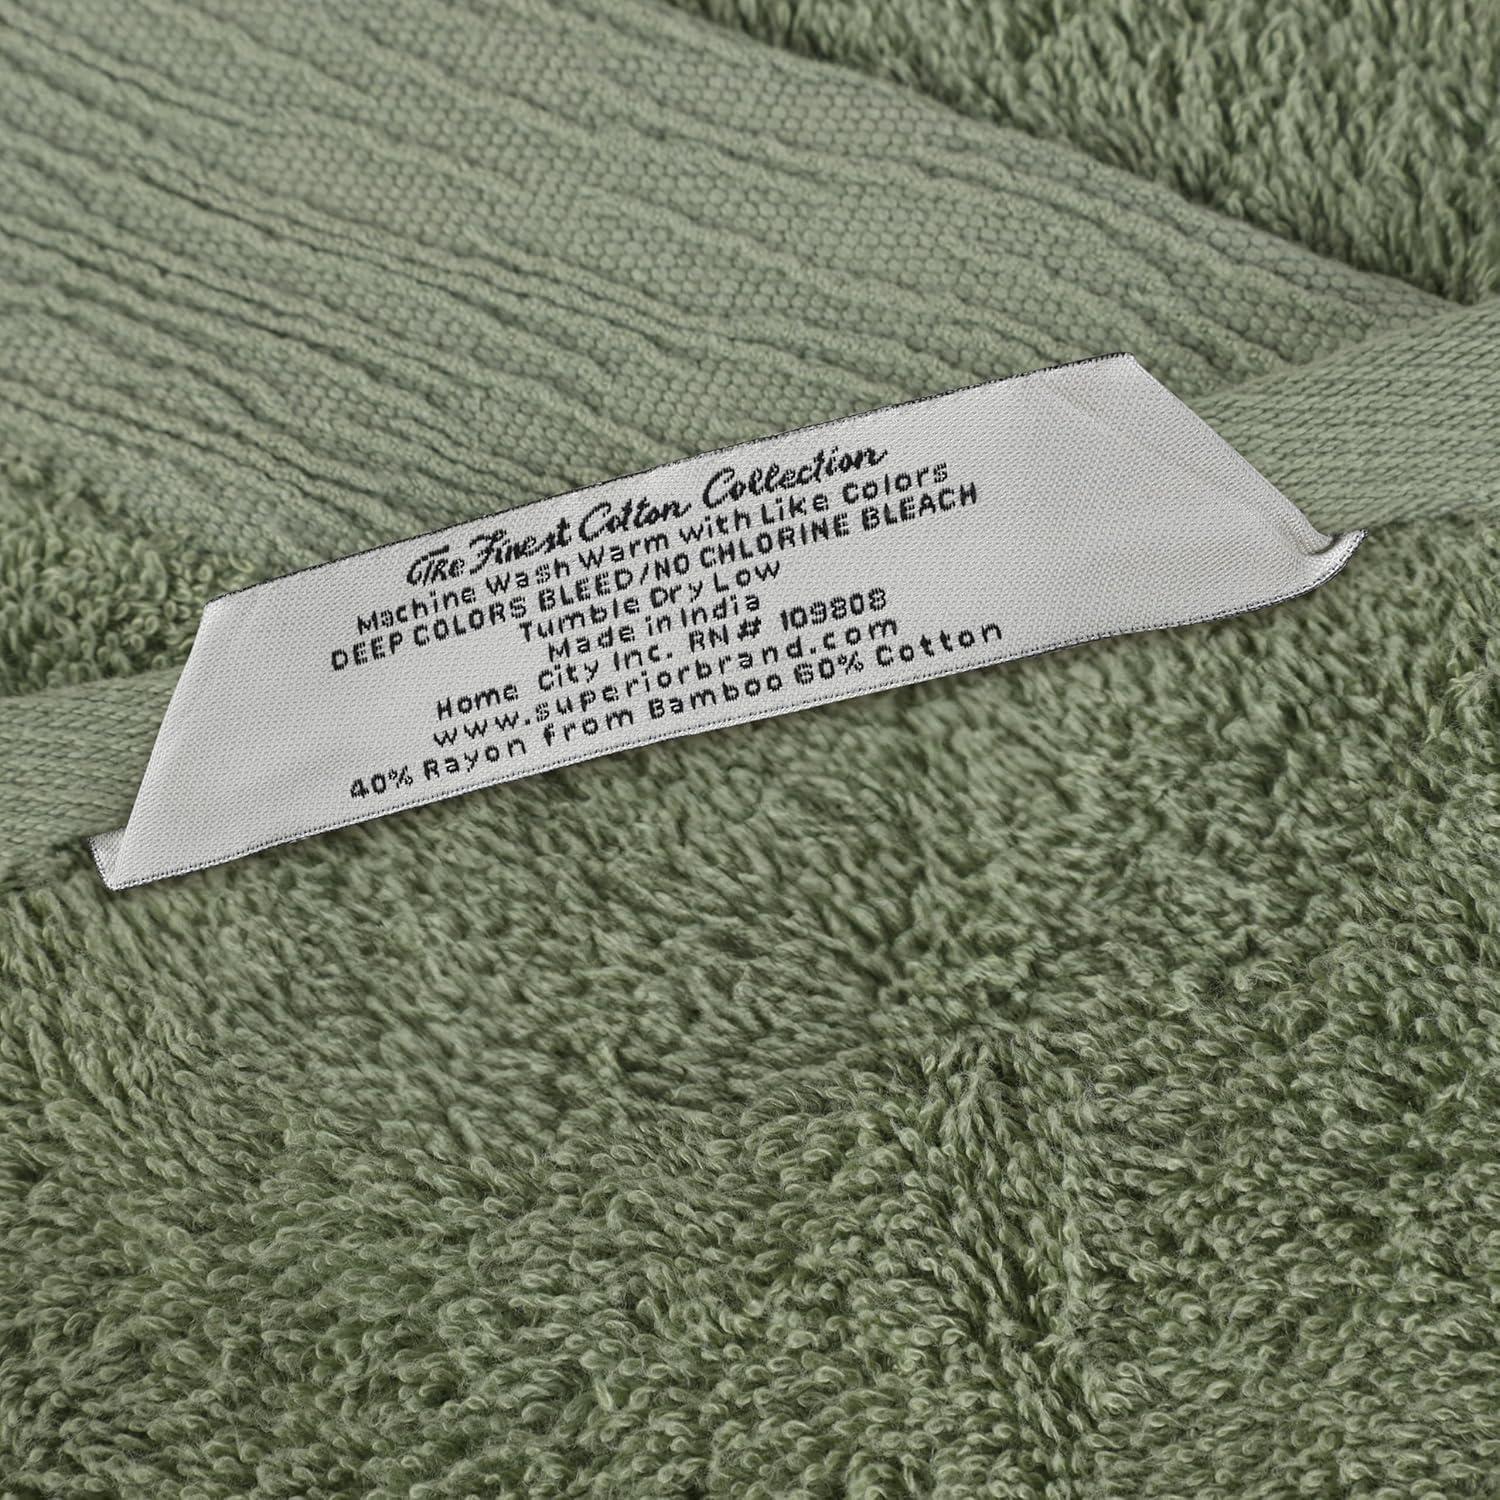 The Finest Cotton Collection
Machine Wash Warm with Like Colors
DEEP COLORS BLEED/NO CHLORINE BLEACH
Tumble Dry Low
Made in India
Home City Inc. RN# 109808
www.superiorbrand.com
40% Rayon from Bamboo 60% Cotton